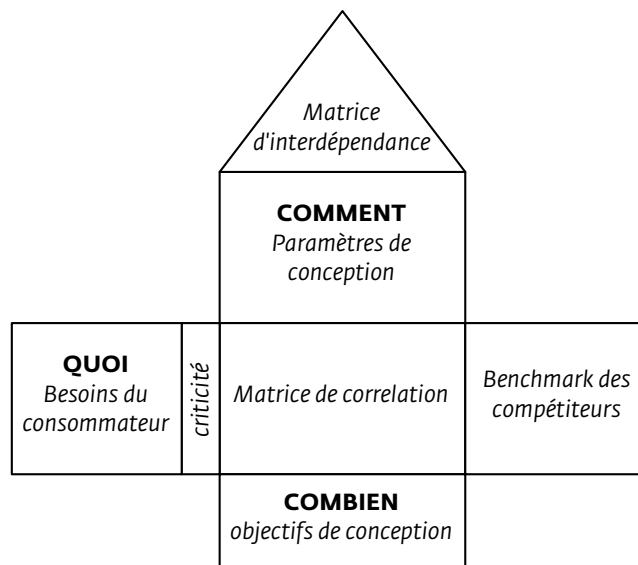 Matrice
d'interdépendance
COMMENT
Paramètres de
conception
QUOI
Besoins du
consommateur
criticité
Matrice de correlation
Benchmark des
compétiteurs
COMBIEN
objectifs de conception